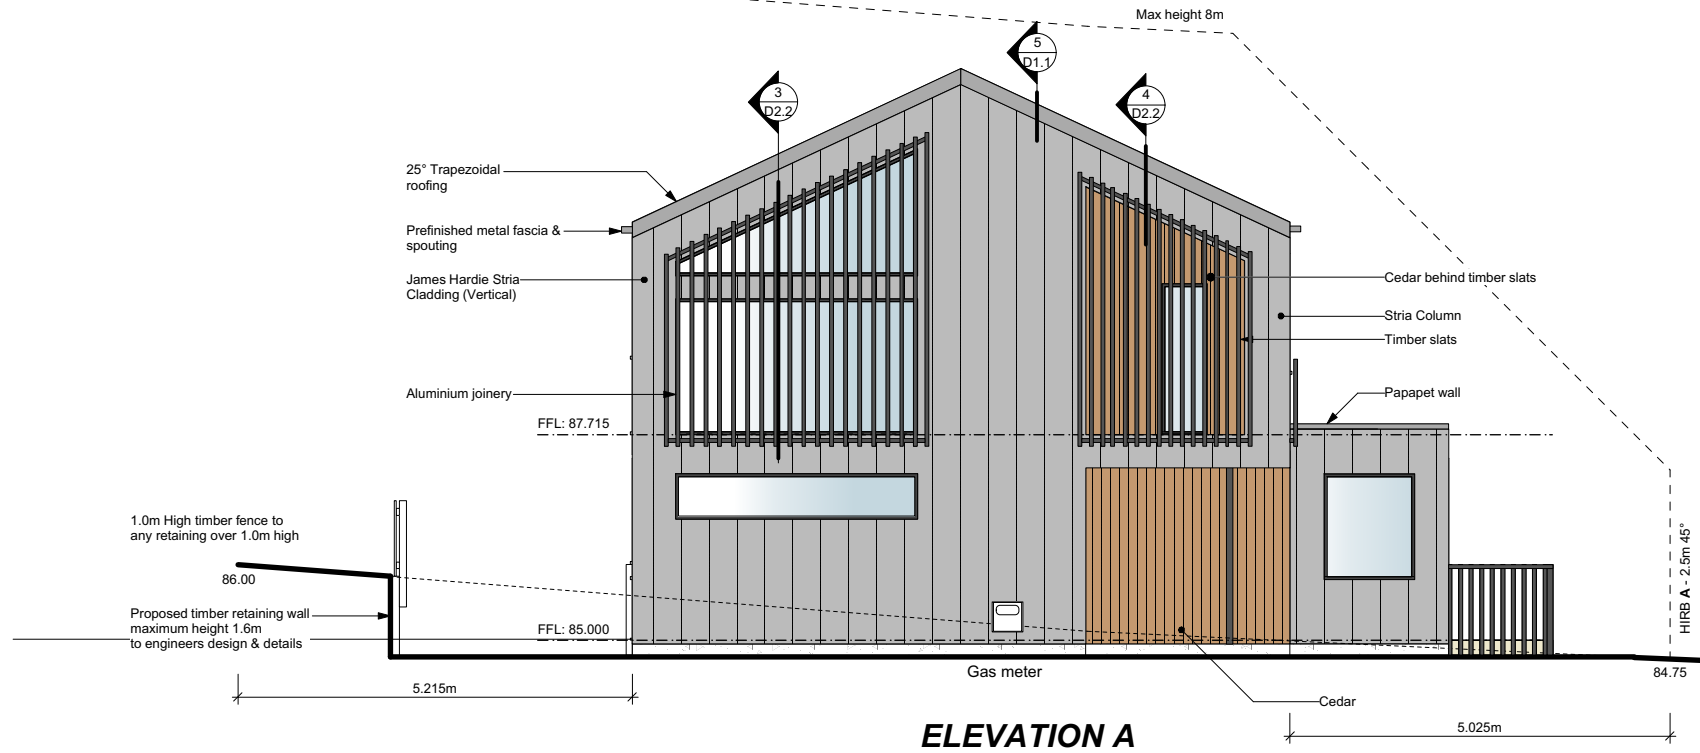 Max height 8m
5
D1.1
3
D2.2
4
D2.2
25° Trapezoidal
roofing
Prefinished metal fascia &
spouting
James Hardie Stria
Cladding (Vertical)
Cedar behind timber slats
Stria Column
Timber slats
Aluminium joinery
Papapet wall
FFL: 87.715
1.0m High timber fence to
any retaining over 1.0m high
86.00
Proposed timber retaining wall
maximum height 1.6m
to engineers design & details
FFL: 85.000
HIRB A - 2.5m 45°
84.75
Gas meter
5.215m
Cedar
5.025m
ELEVATION A